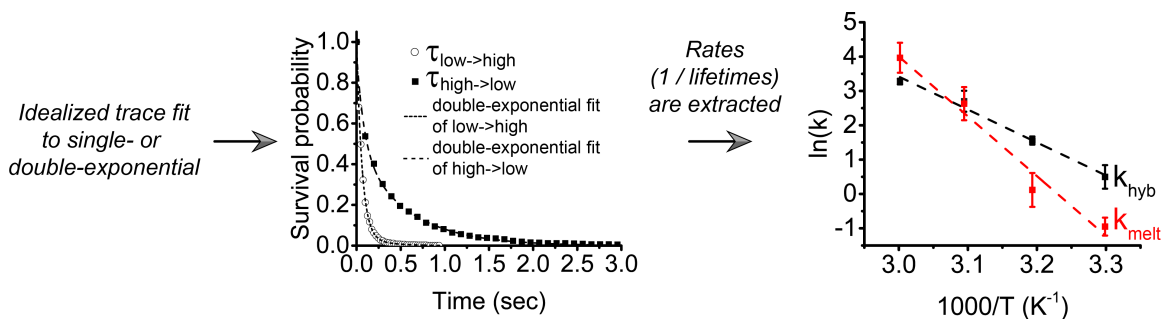 Idealized trace fit
to single- or
double-exponential
Survival probability
1.0
0.8
0.6
0.4
0.2
0.0
τlow->high
τhigh->low
double-exponential fit
of low->high
double-exponential fit
of high->low
0.0 0.5 1.0 1.5 2.0 2.5 3.0
Time (sec)
Rates
(1 / lifetimes)
are extracted
ln(k)
5
4
3
2
1
0
-1
khyb
kmelt
3.0 3.1 3.2 3.3
1000/T (K-1)